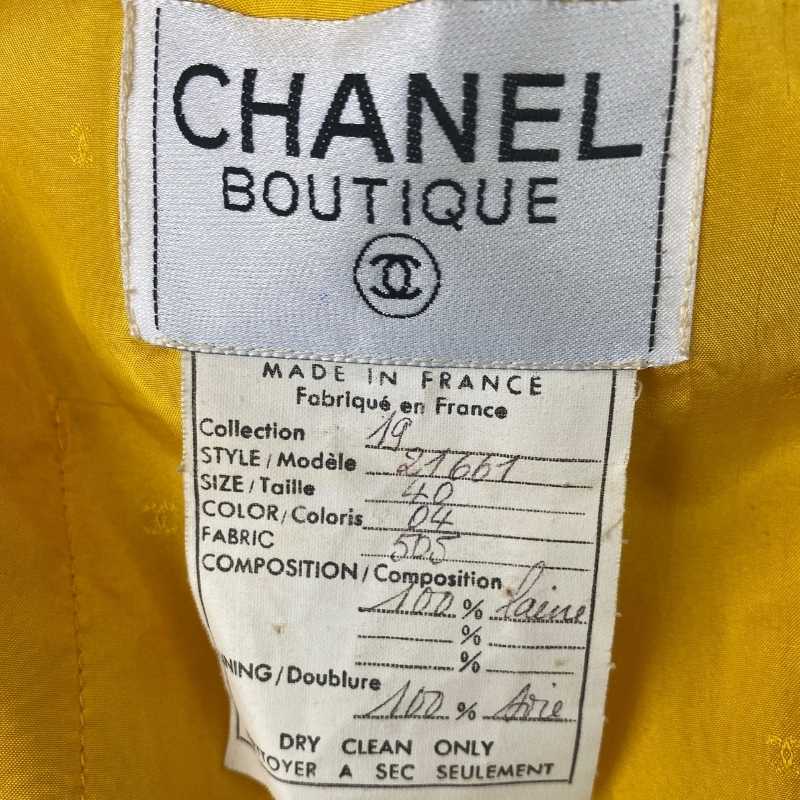 CHANEL
BOUTIQUE
MADE IN FRANCE
Fabriqué en France
Collection 19
STYLE/Modèle 21661
SIZE/Taille 40
COLOR/Coloris 04
FABRIC 505
COMPOSITION/Composition
100 % laine
%
%
NING/Doublure
100 % soie
DRY CLEAN ONLY
TOYER A SEC SEULEMENT